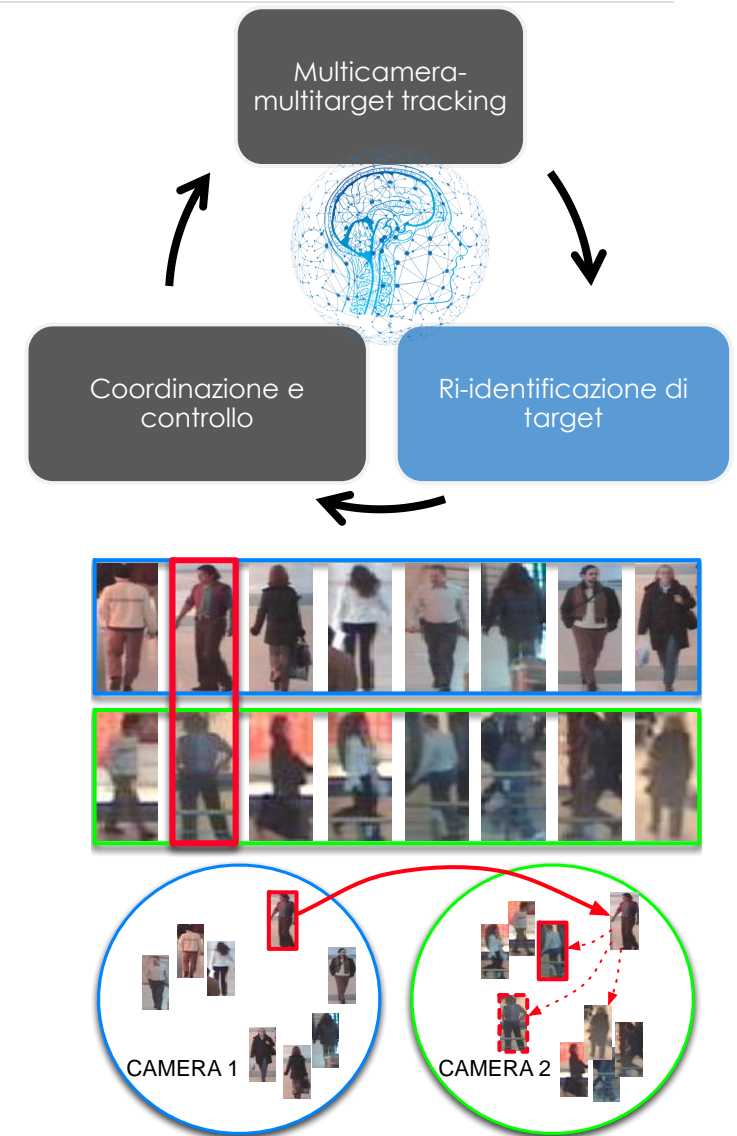 Multicamera-
multitarget tracking
Coordinazione e
controllo
Ri-identificazione di
target
CAMERA 1
CAMERA 2